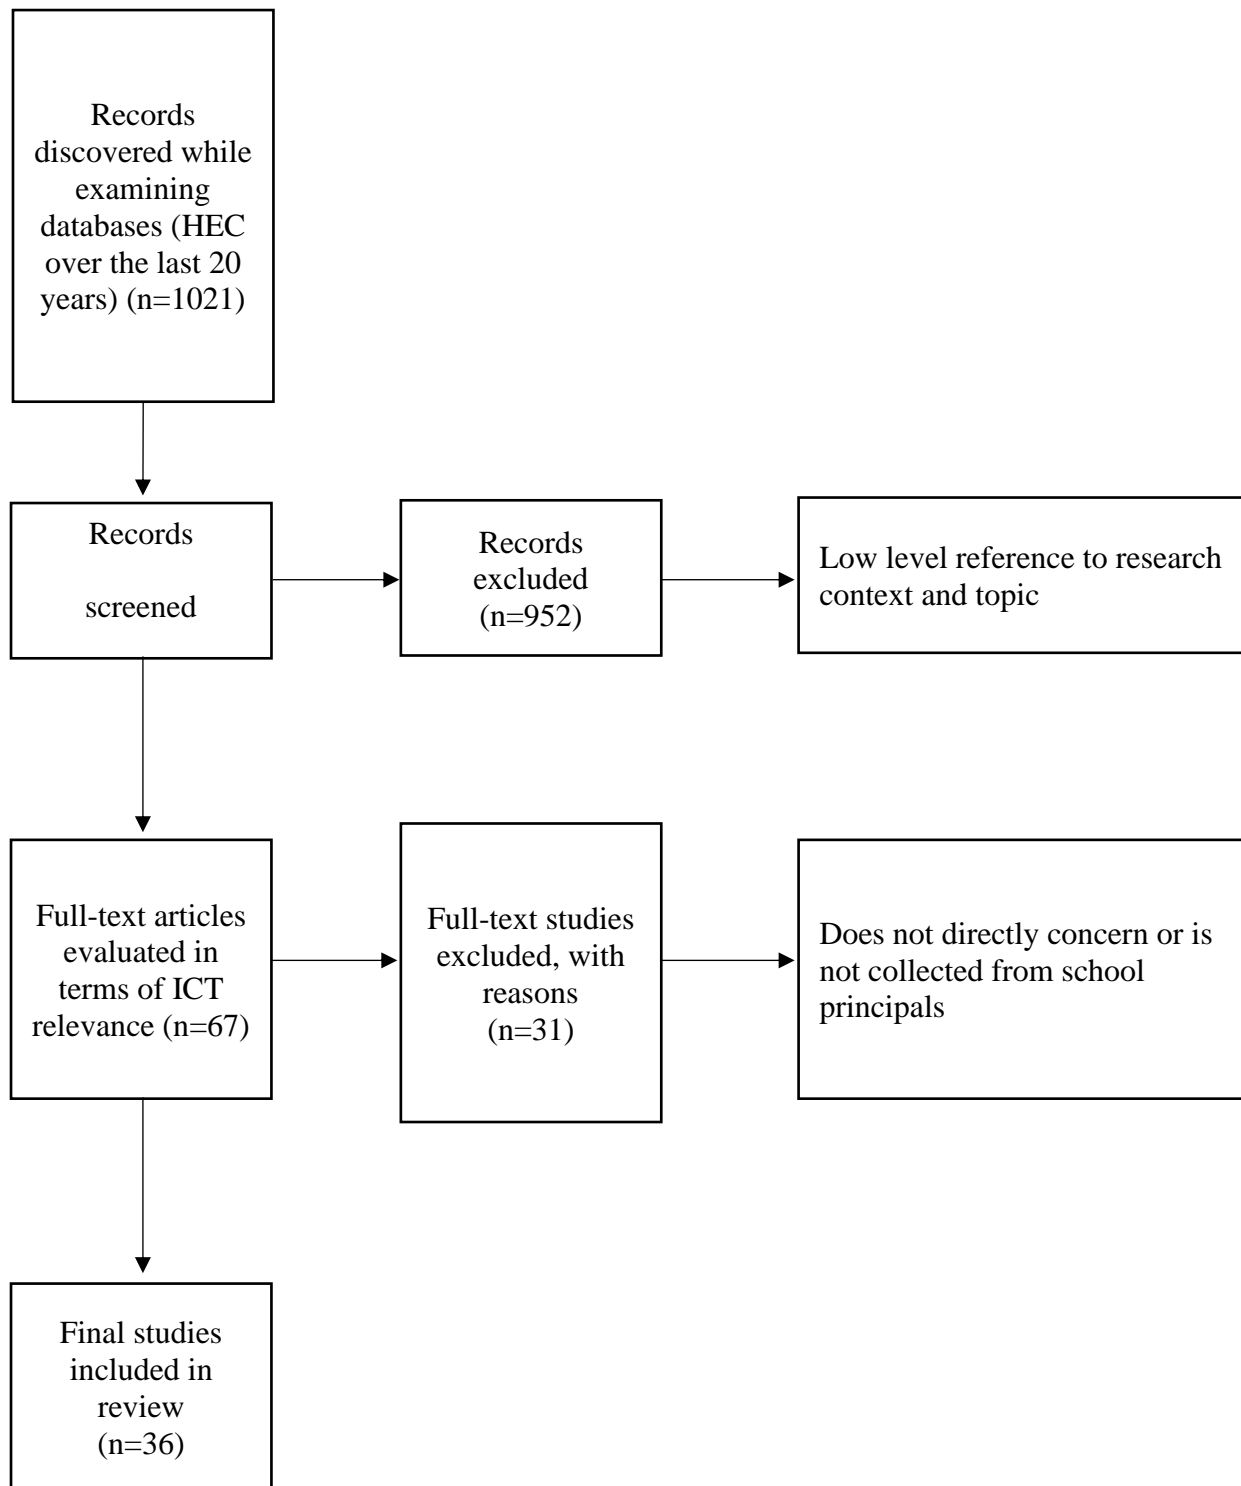 Records
discovered while
examining
databases (HEC
over the last 20
years) (n=1021)
Records
screened
Records
excluded
(n=952)
Low level reference to research
context and topic
Full-text articles
evaluated in
terms of ICT
relevance (n=67)
Full-text studies
excluded, with
reasons
(n=31)
Does not directly concern or is
not collected from school
principals
Final studies
included in
review
(n=36)